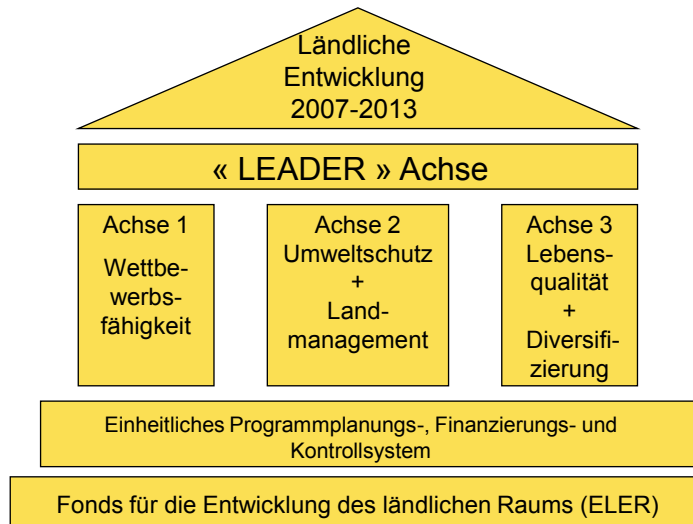 Ländliche
Entwicklung
2007-2013
« LEADER » Achse
Achse 1
Wettbe-
werbs-
fähigkeit
Achse 2
Umweltschutz
+
Land-
management
Achse 3
Lebens-
qualität
+
Diversifi-
zierung
Einheitliches Programmplanungs-, Finanzierungs- und
Kontrollsystem
Fonds für die Entwicklung des ländlichen Raums (ELER)